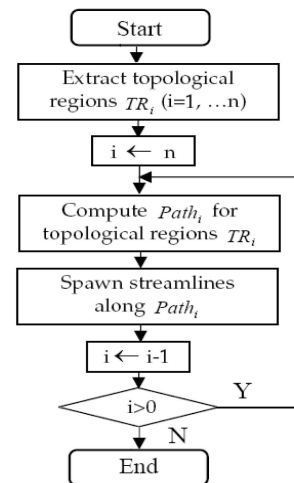 Start
Extract topological
regions TRᵢ (i=1, …n)
i ← n
Compute Pathᵢ for
topological regions TRᵢ
Spawn streamlines
along Pathᵢ
i ← i-1
i>0
Y
N
End